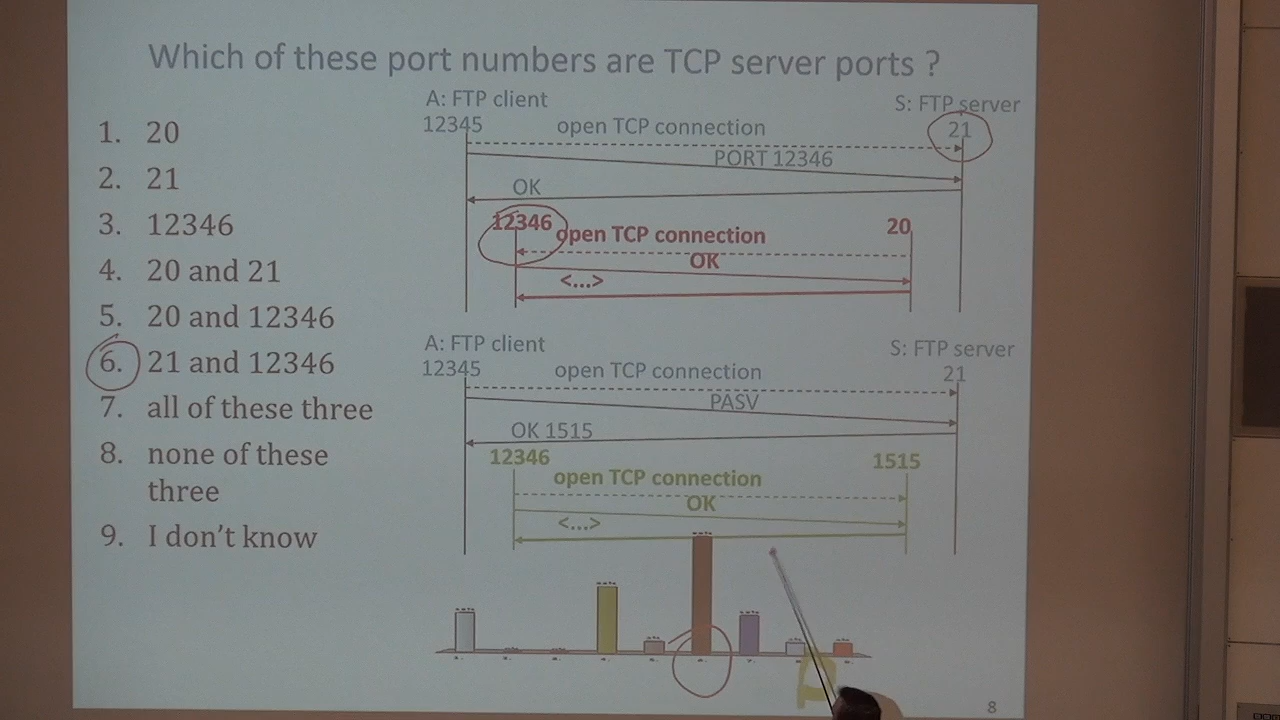 Which of these port numbers are TCP server ports ?
1. 20
2. 21
3. 12346
4. 20 and 21
5. 20 and 12346
6. 21 and 12346
7. all of these three
8. none of these
three
9. I don't know
A: FTP client
S: FTP server
12345
open TCP connection
21
PORT 12346
OK
12346
open TCP connection
20
OK
<...>
A: FTP client
S: FTP server
12345
open TCP connection
21
PASV
OK 1515
12346
open TCP connection
1515
OK
<...>
8